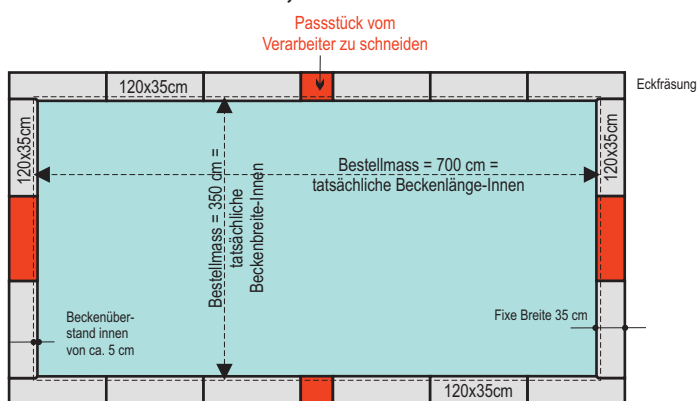 Passstück vom
Verarbeiter zu schneiden
120x35cm
Eckfräsung
120x35cm
120x35cm
Bestellmass = 350 cm =
tatsächliche
Beckenbreite-Innen
Bestellmass = 700 cm =
tatsächliche Beckenlänge-Innen
Beckenüber-
stand innen
von ca. 5 cm
Fixe Breite 35 cm
120x35cm